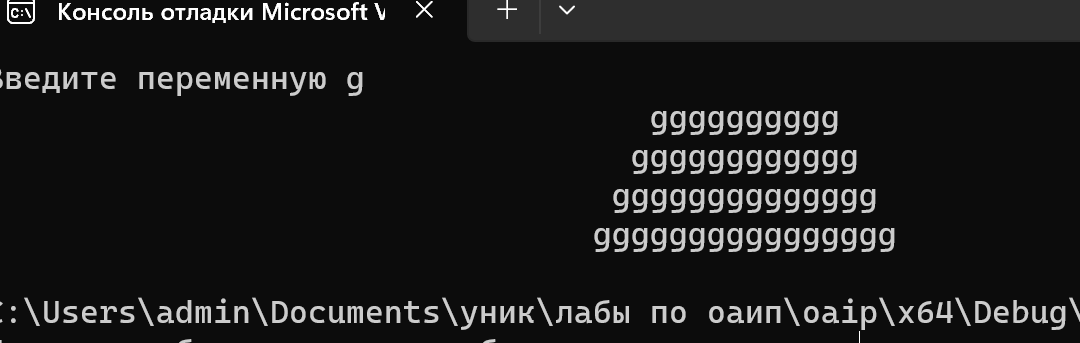 Консоль отладки Microsoft V
Введите переменную g
gggggggggg
gggggggggggg
gggggggggggggg
gggggggggggggggg
C:\Users\admin\Documents\уник\лабы по оаип\oaip\x64\Debug\